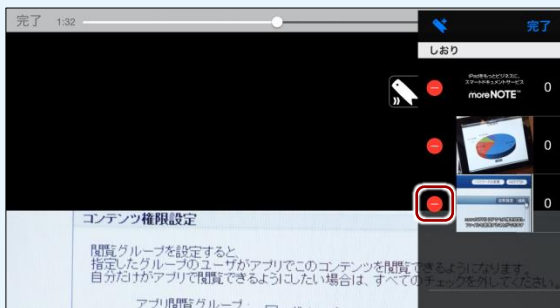 完了 1:32
完了
しおり
iPadをもっとビジネスに、
スマートドキュメントサービス
moreNOTE™
0
0
0
コンテンツ権限設定
閲覧グループを設定すると、
指定したグループのユーザがアプリでこのコンテンツを閲覧できるようになります。
自分だけがアプリで閲覧できるようにしたい場合は、すべてのチェックを外してください
アプリ閲覧グループ：